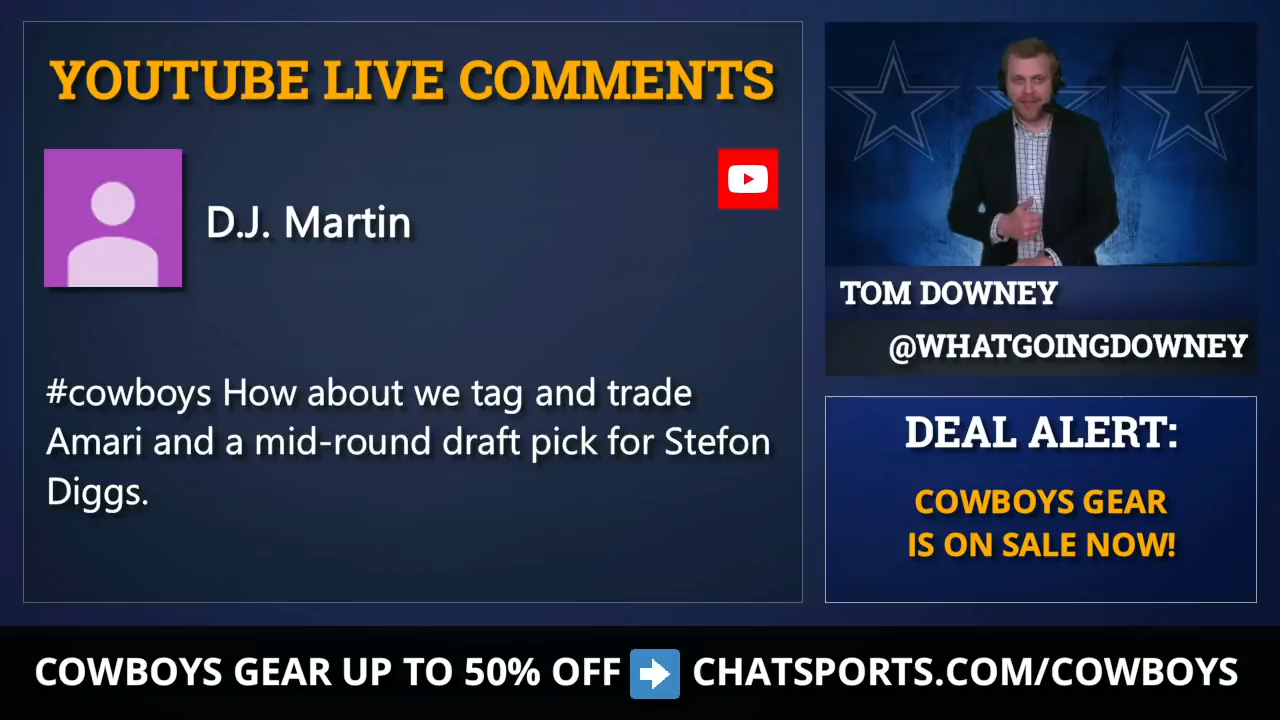 YOUTUBE LIVE COMMENTS
D.J. Martin
#cowboys How about we tag and trade
Amari and a mid-round draft pick for Stefon
Diggs.
TOM DOWNEY
@WHATGOINGDOWNEY
DEAL ALERT:
COWBOYS GEAR
IS ON SALE NOW!
COWBOYS GEAR UP TO 50% OFF ➡ CHATSPORTS.COM/COWBOYS